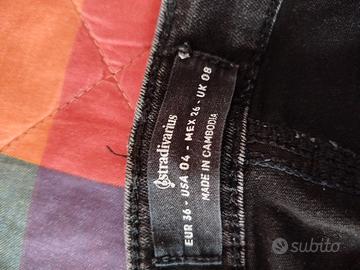 stradivarius
EUR 36 - USA 04 - MEX 26 - UK 08
MADE IN CAMBODIA
subito